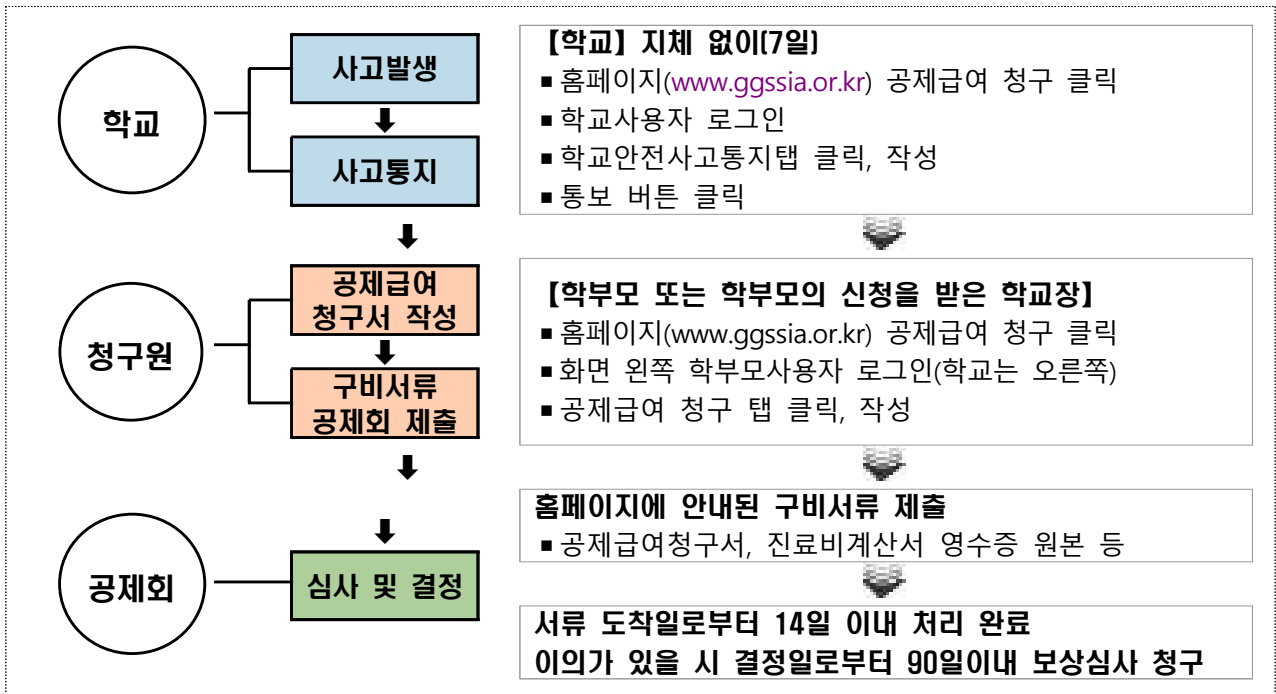 학교
사고발생
사고통지
【학교】 지체 없이(7일)
▪홈페이지(www.ggssia.or.kr) 공제급여 청구 클릭
▪학교사용자 로그인
▪학교안전사고통지탭 클릭, 작성
▪통보 버튼 클릭
청구원
공제급여
청구서 작성
구비서류
공제회 제출
【학부모 또는 학부모의 신청을 받은 학교장】
▪홈페이지(www.ggssia.or.kr) 공제급여 청구 클릭
▪화면 왼쪽 학부모사용자 로그인(학교는 오른쪽)
▪공제급여 청구 탭 클릭, 작성
공제회
심사 및 결정
홈페이지에 안내된 구비서류 제출
▪공제급여청구서, 진료비계산서 영수증 원본 등
서류 도착일로부터 14일 이내 처리 완료
이의가 있을 시 결정일로부터 90일이내 보상심사 청구